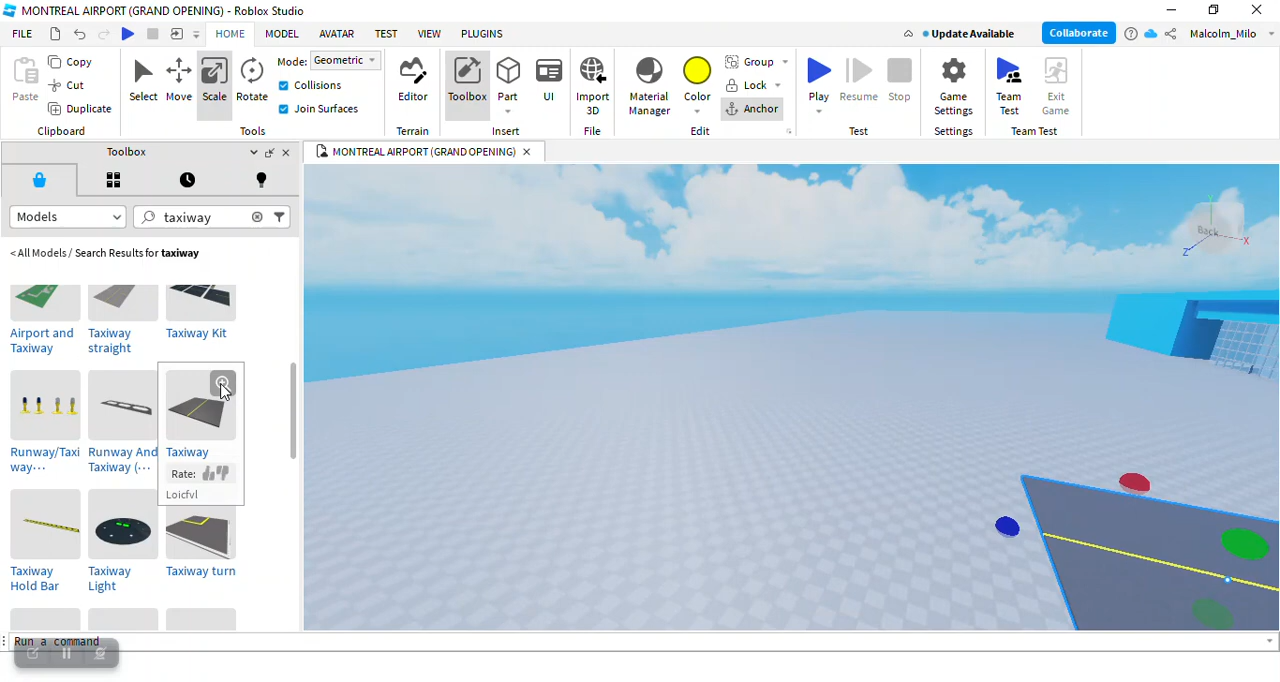 MONTREAL AIRPORT (GRAND OPENING) - Roblox Studio
FILE HOME MODEL AVATAR TEST VIEW PLUGINS Update Available Collaborate Malcolm_Milo
Paste Copy Cut Duplicate Select Move Scale Rotate Mode: Geometric Collisions Join Surfaces Editor Toolbox Part UI Import 3D Material Manager Color Group Lock Anchor Play Resume Stop Game Settings Team Test Exit Game
Clipboard Tools Terrain Insert File Edit Test Settings Team Test
Toolbox MONTREAL AIRPORT (GRAND OPENING)
Models taxiway
< All Models / Search Results for taxiway
Airport and Taxiway
Taxiway straight
Taxiway Kit
Runway/Taxi way...
Runway And Taxiway (...
Taxiway
Rate:
Loicfvl
Taxiway Hold Bar
Taxiway Light
Taxiway turn
Back
Y
X
Z
Run a command